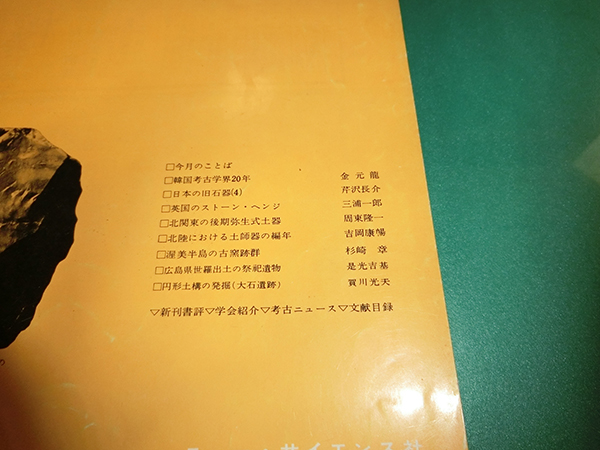 □今月のことば
□韓国考古学界20年 金元龍
□日本の旧石器(4) 芹沢長介
□英国のストーン・ヘンジ 三浦一郎
□北関東の後期弥生式土器 周東隆一
□北陸における土師器の編年 吉岡康暢
□渥美半島の古窯跡群 杉崎章
□広島県世羅出土の祭祀遺物 是光吉基
□円形土構の発掘(大石遺跡) 賀川光夫
▽新刊書評▽学会紹介▽考古ニュース▽文献目録
サイエンス社